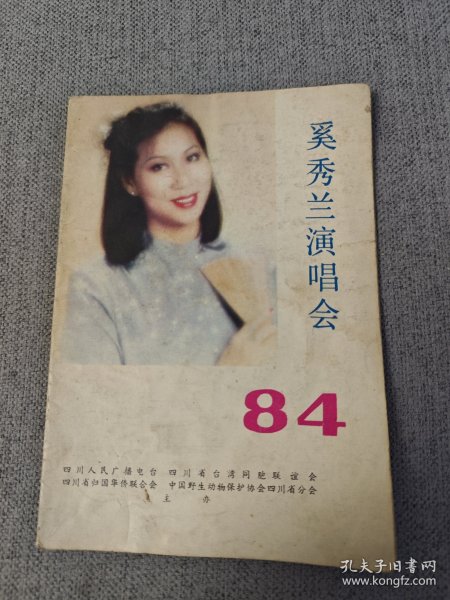 奚秀兰演唱会
84
四川人民广播电台 四川省台湾同胞联谊会
四川省归国华侨联合会 中国野生动物保护协会四川省分会
主办
孔夫子旧书网
www.kongfz.com